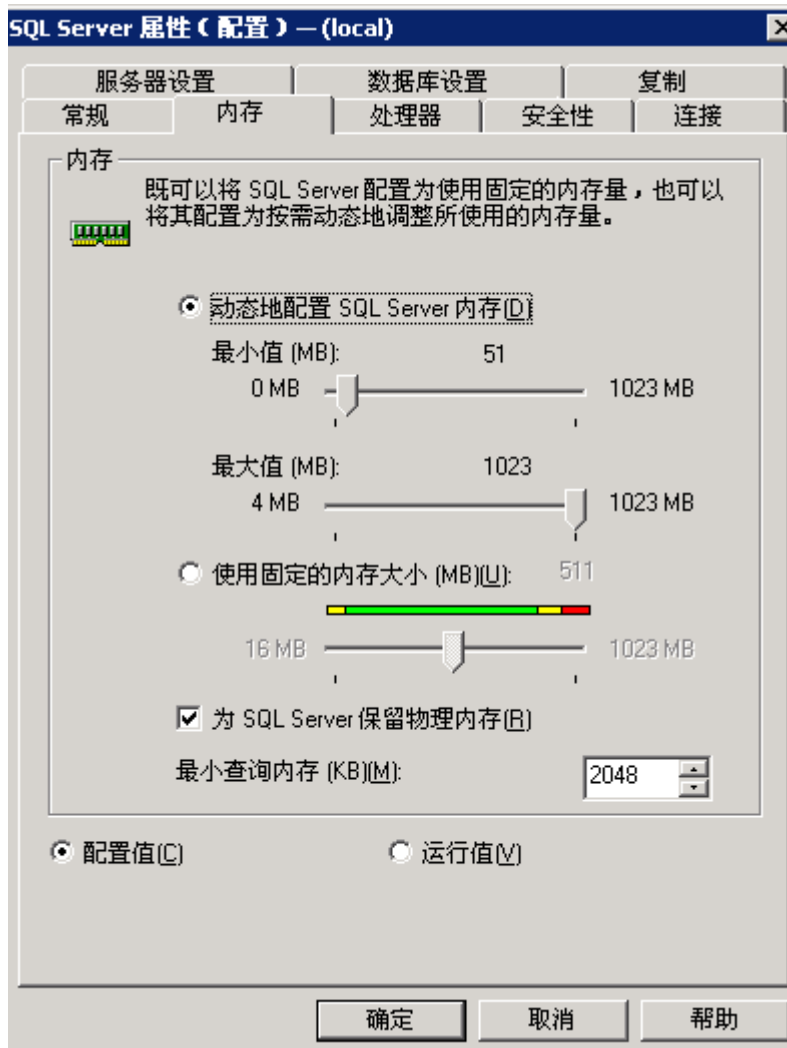 SQL Server 属性（配置）— (local)
服务器设置 数据库设置 复制
常规 内存 处理器 安全性 连接
内存
既可以将 SQL Server 配置为使用固定的内存量，也可以
将其配置为按需动态地调整所使用的内存量。
动态地配置 SQL Server 内存(D)
最小值 (MB): 51
0 MB 1023 MB
最大值 (MB): 1023
4 MB 1023 MB
使用固定的内存大小 (MB)(U): 511
16 MB 1023 MB
为 SQL Server 保留物理内存(R)
最小查询内存 (KB)(M): 2048
配置值(C) 运行值(V)
确定 取消 帮助